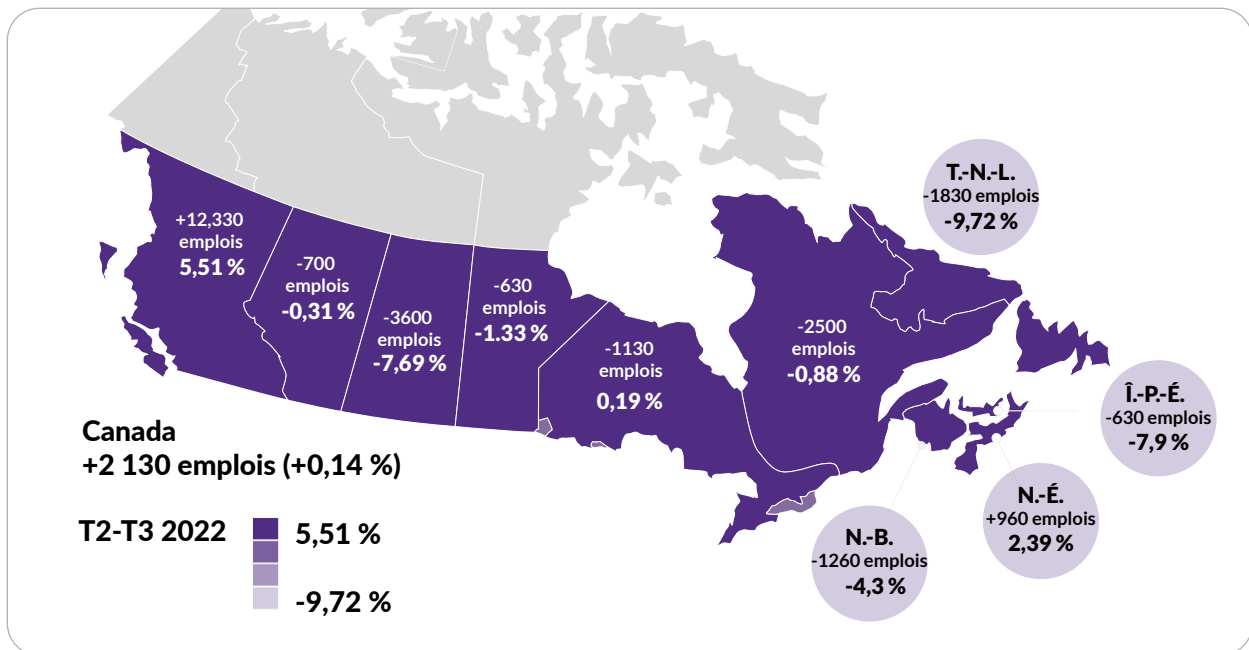 T.-N.-L.
-1830 emplois
-9,72 %
+12,330
emplois
5,51 %
-700
emplois
-0,31 %
-3600
emplois
-7,69 %
-630
emplois
-1.33 %
-1130
emplois
0,19 %
-2500
emplois
-0,88 %
Î.-P.-É.
-630 emplois
-7,9 %
N.-É.
+960 emplois
2,39 %
N.-B.
-1260 emplois
-4,3 %
Canada
+2 130 emplois (+0,14 %)
T2-T3 2022
5,51 %
-9,72 %